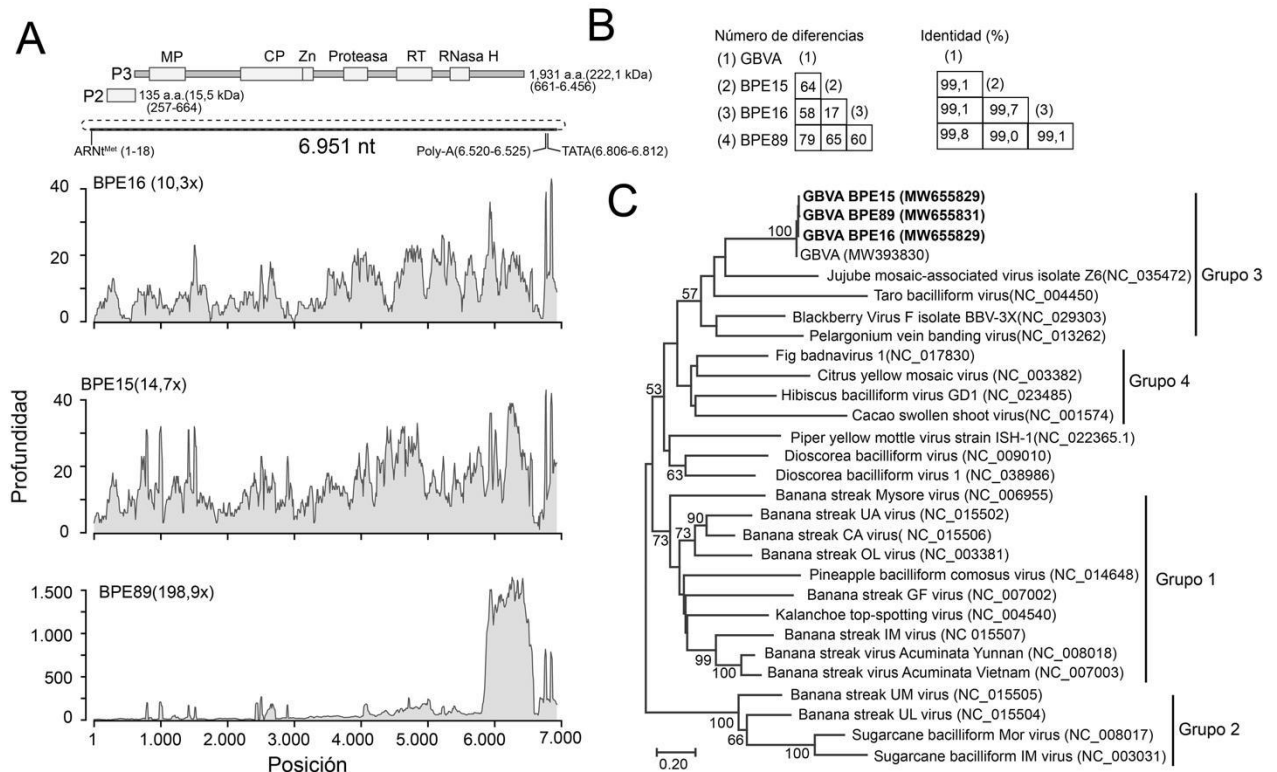 A
MP CP Zn Proteasa RT RNasa H
P3 1,931 a.a.(222,1 kDa)
(661-6.456)
P2 135 a.a.(15,5 kDa)
(257-664)
6.951 nt
ARNtMet (1-18) Poly-A(6.520-6.525) TATA(6.806-6.812)
BPE16 (10,3x)
40
20
0
BPE15(14,7x)
40
20
0
BPE89(198,9x)
1.500
1.000
500
0
Profundidad
1 1.000 2.000 3.000 4.000 5.000 6.000 7.000
Posición
B
Número de diferencias Identidad (%)
(1) GBVA (1) (1)
(2) BPE15 64 (2) 99,1 (2)
(3) BPE16 58 17 (3) 99,1 99,7 (3)
(4) BPE89 79 65 60 99,8 99,0 99,1
C
GBVA BPE15 (MW655829)
GBVA BPE89 (MW655831)
GBVA BPE16 (MW655829)
100
GBVA (MW393830)
Jujube mosaic-associated virus isolate Z6(NC_035472)
Grupo 3
Taro bacilliform virus(NC_004450)
57
Blackberry Virus F isolate BBV-3X(NC_029303)
Pelargonium vein banding virus(NC_013262)
Fig badnavirus 1(NC_017830)
Citrus yellow mosaic virus (NC_003382)
Grupo 4
53
Hibiscus bacilliform virus GD1 (NC_023485)
Cacao swollen shoot virus(NC_001574)
Piper yellow mottle virus strain ISH-1(NC_022365.1)
Dioscorea bacilliform virus (NC_009010)
63
Dioscorea bacilliform virus 1 (NC_038986)
Banana streak Mysore virus (NC_006955)
90
Banana streak UA virus (NC_015502)
73 73
Banana streak CA virus( NC_015506)
Banana streak OL virus (NC_003381)
Grupo 1
Pineapple bacilliform comosus virus (NC_014648)
Banana streak GF virus (NC_007002)
Kalanchoe top-spotting virus (NC_004540)
Banana streak IM virus (NC 015507)
99
Banana streak virus Acuminata Yunnan (NC_008018)
100
Banana streak virus Acuminata Vietnam (NC_007003)
Banana streak UM virus (NC_015505)
100
Banana streak UL virus (NC_015504)
Grupo 2
66
Sugarcane bacilliform Mor virus (NC_008017)
100
Sugarcane bacilliform IM virus (NC_003031)
0.20